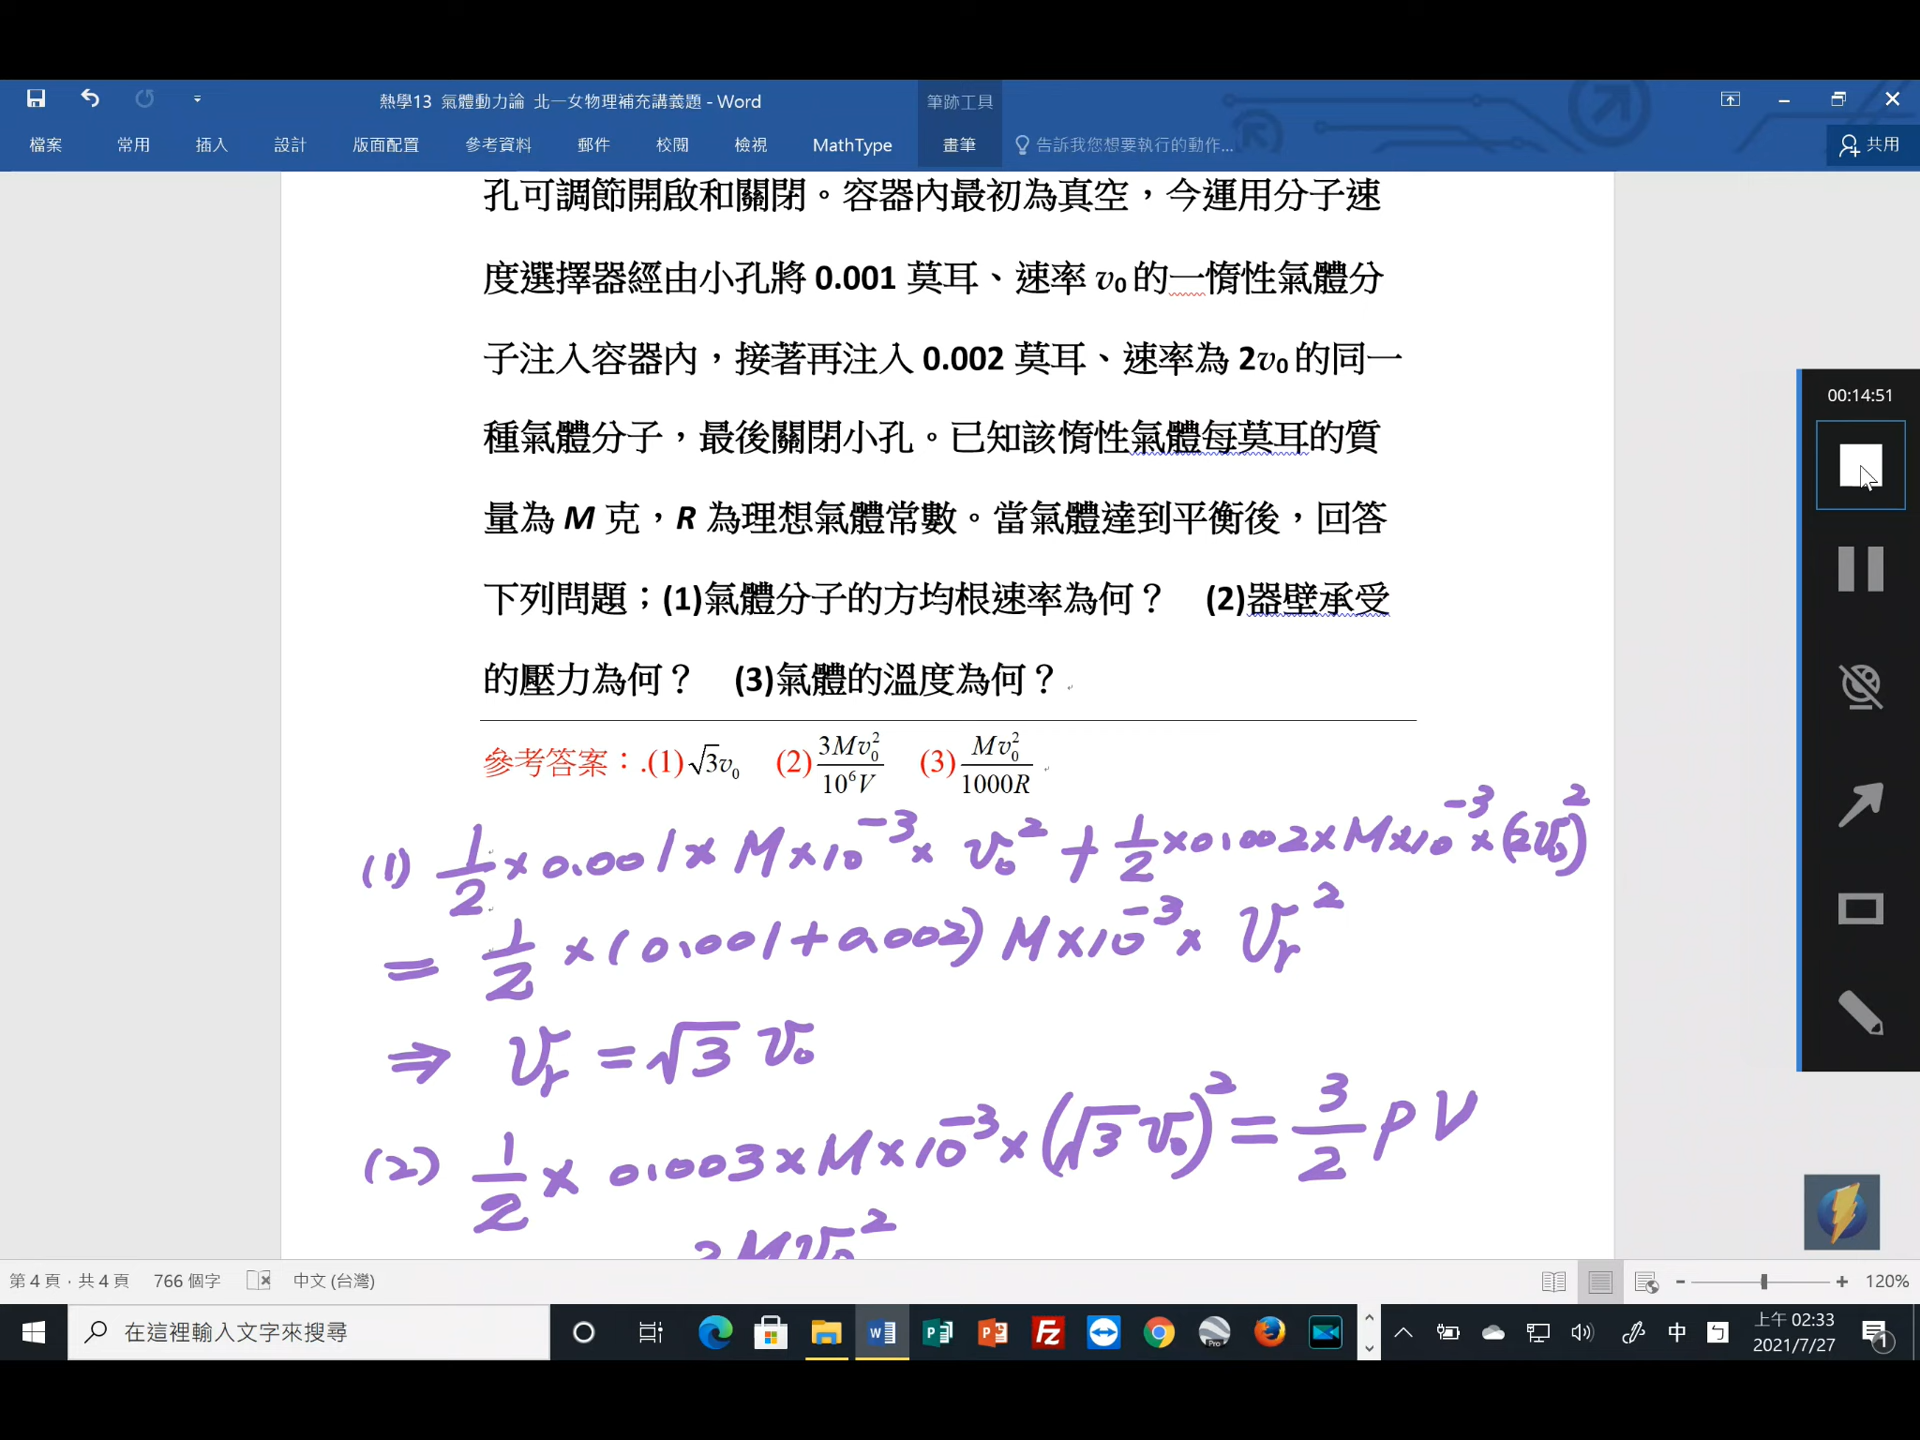 熱學13 氣體動力論 北一女物理補充講義題 - Word
筆跡工具
檔案 常用 插入 設計 版面配置 參考資料 郵件 校閱 檢視 MathType 畫筆 告訴我您想要執行的動作... 共用
孔可調節開啟和關閉。容器內最初為真空，今運用分子速
度選擇器經由小孔將 0.001 莫耳、速率 v₀ 的一惰性氣體分
子注入容器內，接著再注入 0.002 莫耳、速率為 2v₀ 的同一
種氣體分子，最後關閉小孔。已知該惰性氣體每莫耳的質
量為 M 克，R 為理想氣體常數。當氣體達到平衡後，回答
下列問題；(1)氣體分子的方均根速率為何？ (2)器壁承受
的壓力為何？ (3)氣體的溫度為何？
參考答案：.(1) √3v₀ (2) 3Mv₀²/10⁶V (3) Mv₀²/1000R
(1) 1/2 × 0.001 × M × 10⁻³ × v₀² + 1/2 × 0.002 × M × 10⁻³ × (2v₀)²
= 1/2 × (0.001 + 0.002) M × 10⁻³ × vᵣ²
⇒ vᵣ = √3 v₀
(2) 1/2 × 0.003 × M × 10⁻³ × (√3 v₀)² = 3/2 P V
3Mv₀²
00:14:51
第 4 頁，共 4 頁 766 個字 中文 (台灣) 120%
在這裡輸入文字來搜尋
中
上午 02:33
2021/7/27
1